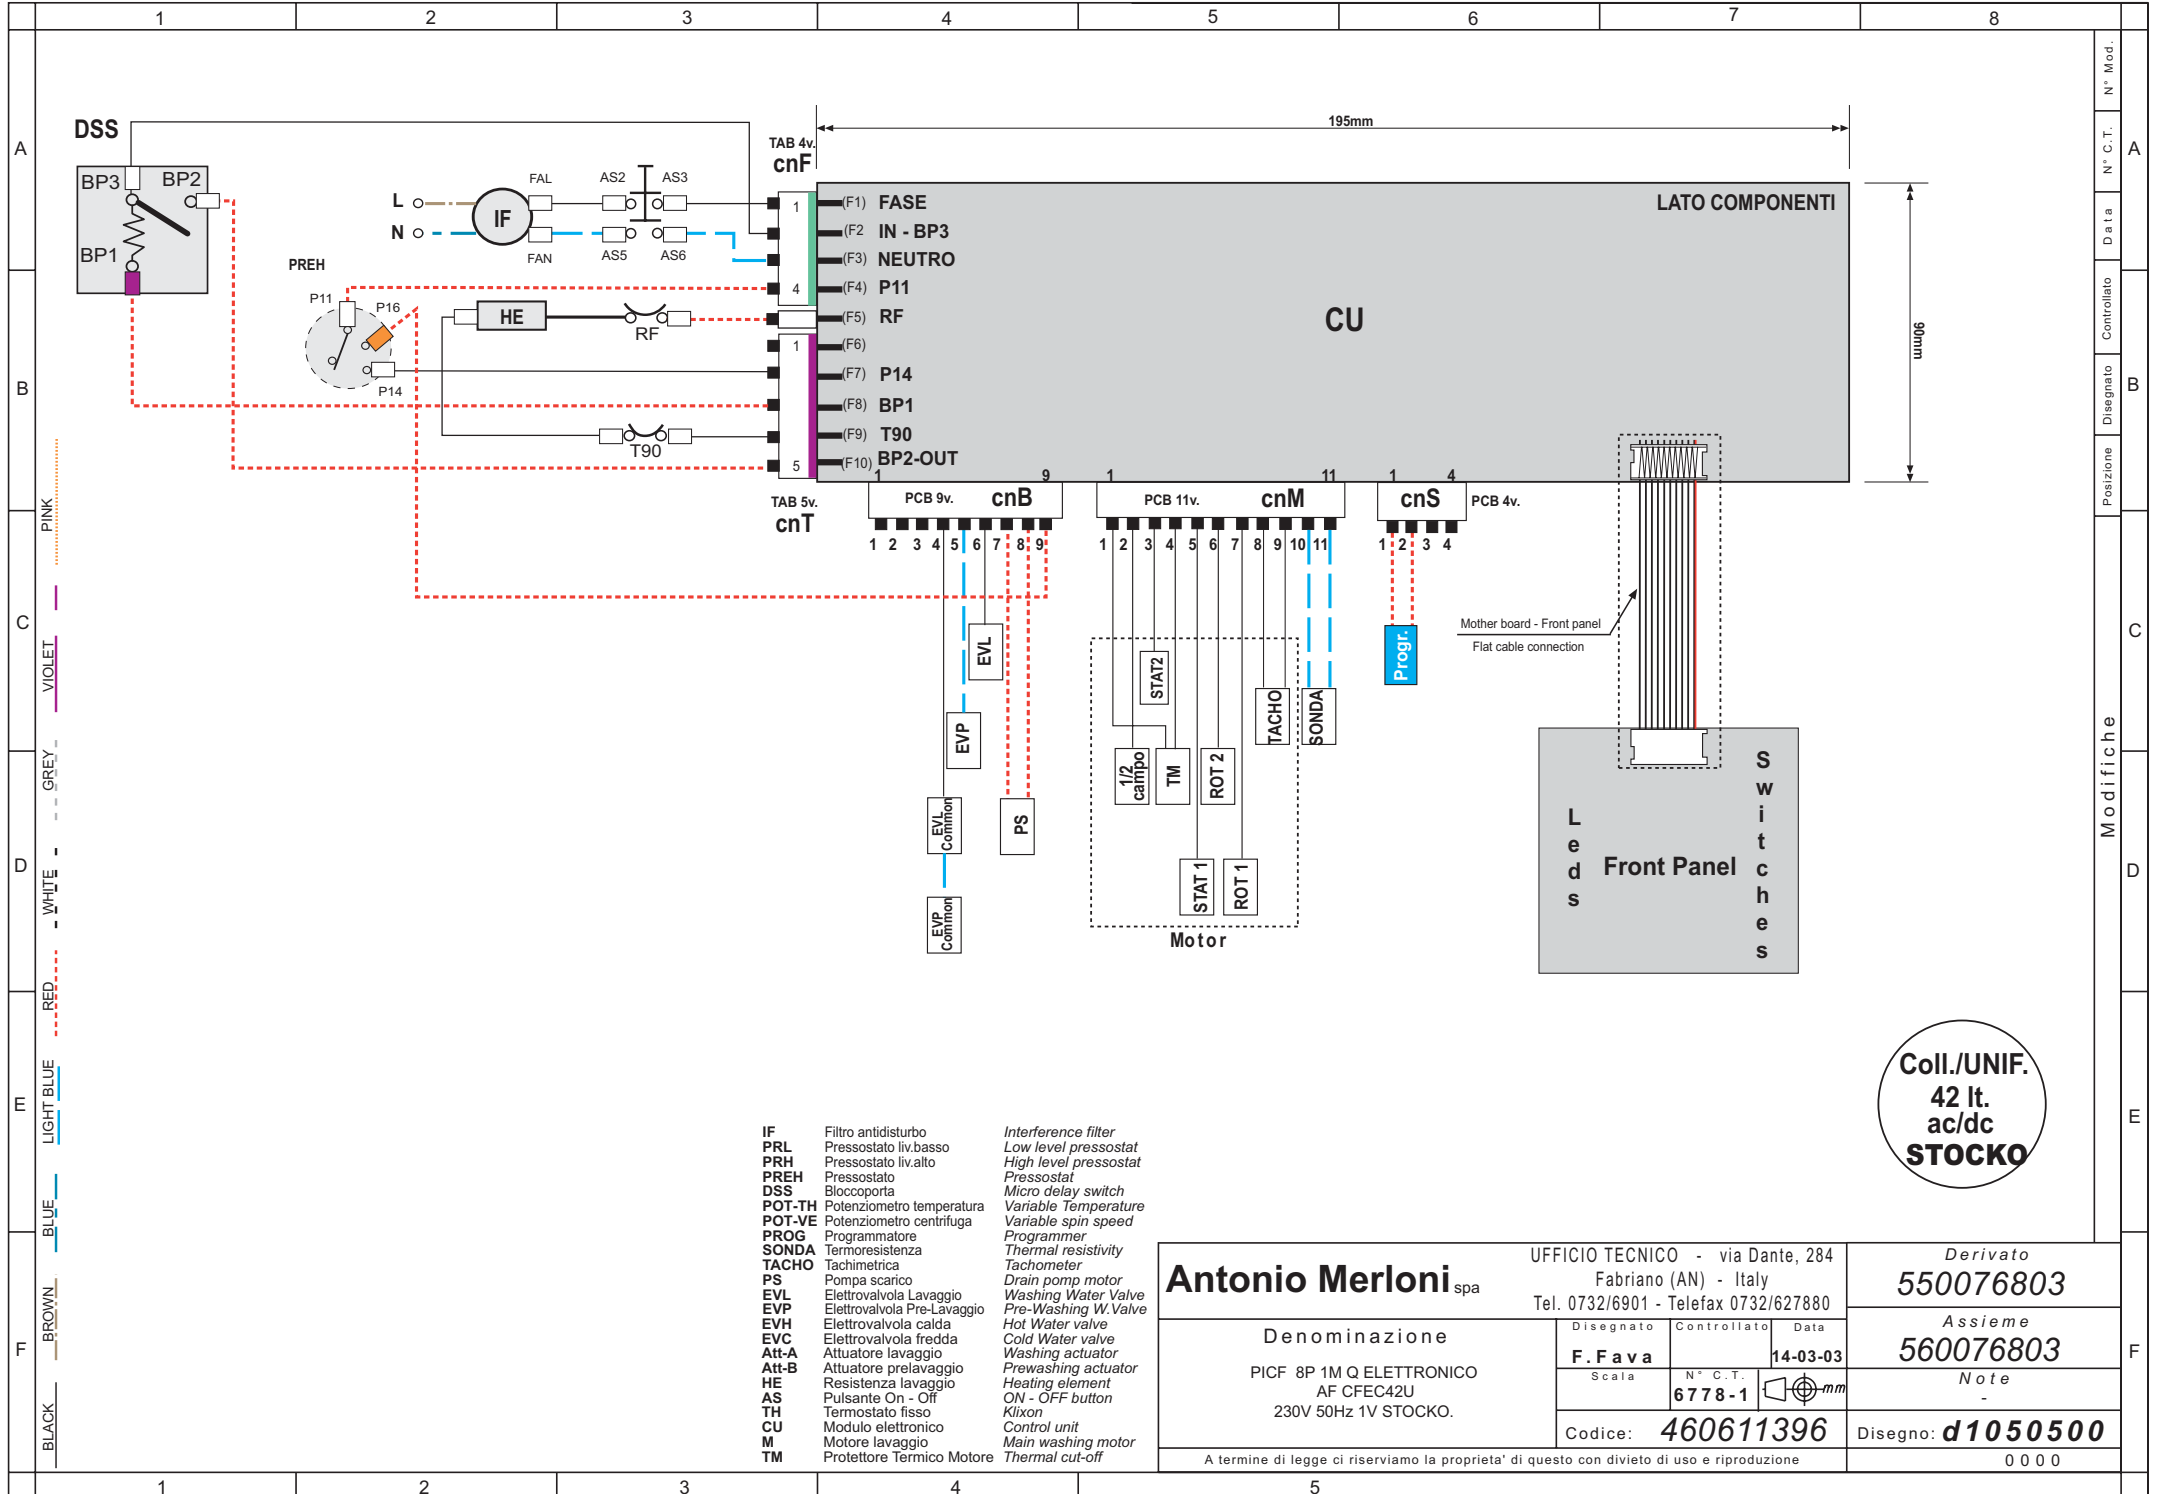 1 2 3 4 5 6 7 8
A
B
C
D
E
F
A
B
C
D
E
F
N° Mod.
N° C.T.
Data
Controllato
Disegnato
Posizione
Modifiche
DSS
BP3
BP2
BP1
L
N
IF
FAL
FAN
AS2
AS3
AS5
AS6
PREH
P11
P16
P14
HE
RF
T90
TAB 4v.
cnF
1
4
1
5
TAB 5v.
cnT
195mm
90mm
(F1) FASE
(F2 IN - BP3
(F3) NEUTRO
(F4) P11
(F5) RF
(F6)
(F7) P14
(F8) BP1
(F9) T90
(F10) BP2-OUT
LATO COMPONENTI
CU
1 9
PCB 9v. cnB
1 2 3 4 5 6 7 8 9
1 11
PCB 11v. cnM
1 2 3 4 5 6 7 8 9 10 11
1 4
cnS PCB 4v.
1 2 3 4
EVL
EVP
EVL Common
EVP Common
PS
STAT2
1/2 campo
TM
ROT 2
STAT 1
ROT 1
TACHO
SONDA
Motor
Progr.
Mother board - Front panel
Flat cable connection
Leds
Front Panel
Switches
PINK
VIOLET
GREY
WHITE
RED
LIGHT BLUE
BLUE
BROWN
BLACK
Coll./UNIF.
42 lt.
ac/dc
STOCKO
IF Filtro antidisturbo Interference filter
PRL Pressostato liv.basso Low level pressostat
PRH Pressostato liv.alto High level pressostat
PREH Pressostato Pressostat
DSS Bloccoporta Micro delay switch
POT-TH Potenziometro temperatura Variable Temperature
POT-VE Potenziometro centrifuga Variable spin speed
PROG Programmatore Programmer
SONDA Termoresistenza Thermal resistivity
TACHO Tachimetrica Tachometer
PS Pompa scarico Drain pump motor
EVL Elettrovalvola Lavaggio Washing Water Valve
EVP Elettrovalvola Pre-Lavaggio Pre-Washing W.Valve
EVH Elettrovalvola calda Hot Water valve
EVC Elettrovalvola fredda Cold Water valve
Att-A Attuatore lavaggio Washing actuator
Att-B Attuatore prelavaggio Prewashing actuator
HE Resistenza lavaggio Heating element
AS Pulsante On - Off ON - OFF button
TH Termostato fisso Klixon
CU Modulo elettronico Control unit
M Motore lavaggio Main washing motor
TM Protettore Termico Motore Thermal cut-off
Antonio Merloni spa
UFFICIO TECNICO - via Dante, 284
Fabriano (AN) - Italy
Tel. 0732/6901 - Telefax 0732/627880
Derivato
550076803
Assieme
560076803
Note
-
Denominazione
PICF 8P 1M Q ELETTRONICO
AF CFEC42U
230V 50Hz 1V STOCKO.
Disegnato
F.Fava
Controllato
Data
14-03-03
Scala
N° C.T.
6778-1
mm
Codice: 460611396
Disegno: d1050500
A termine di legge ci riserviamo la proprieta' di questo con divieto di uso e riproduzione
0000
1 2 3 4 5